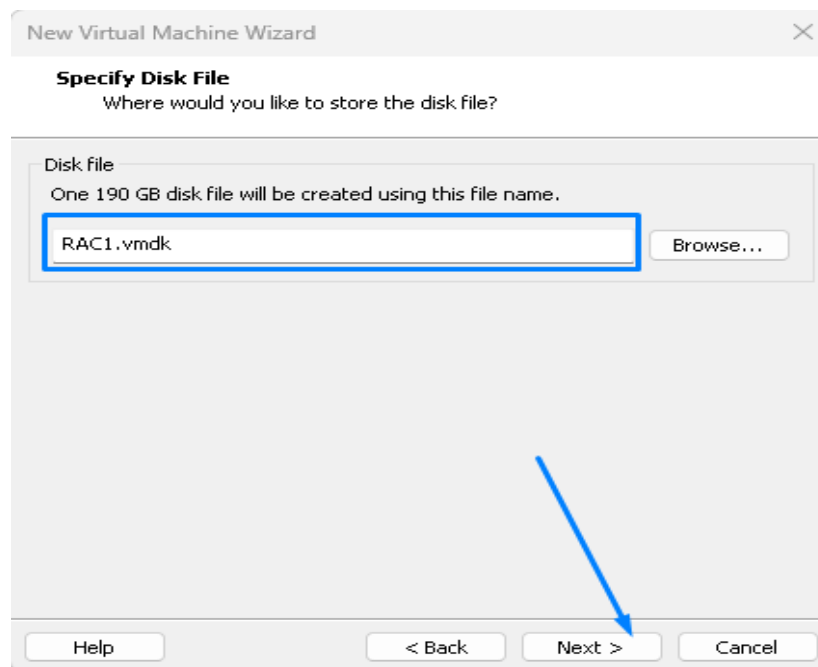 New Virtual Machine Wizard
Specify Disk File
Where would you like to store the disk file?
Disk file
One 190 GB disk file will be created using this file name.
RAC1.vmdk
Browse...
Help
< Back
Next >
Cancel